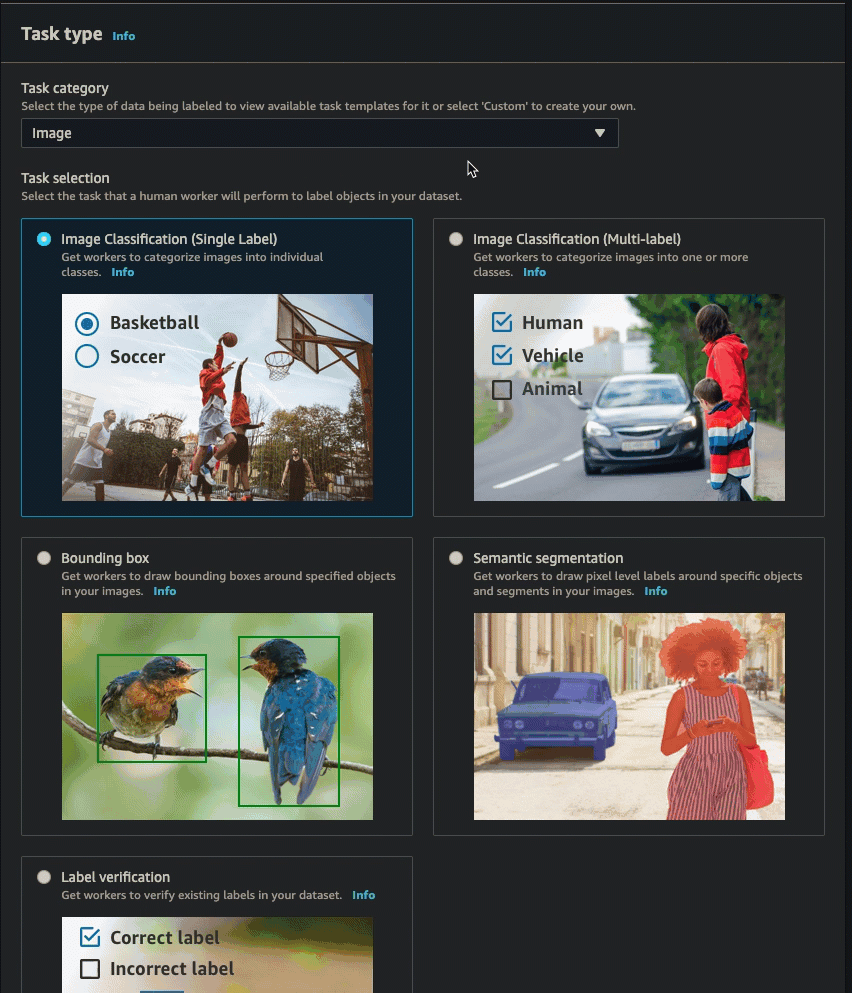 Task type Info
Task category
Select the type of data being labeled to view available task templates for it or select 'Custom' to create your own.
Image
Task selection
Select the task that a human worker will perform to label objects in your dataset.
Image Classification (Single Label)
Get workers to categorize images into individual
classes. Info
Basketball
Soccer
Image Classification (Multi-label)
Get workers to categorize images into one or more
classes. Info
Human
Vehicle
Animal
Bounding box
Get workers to draw bounding boxes around specified objects
in your images. Info
Semantic segmentation
Get workers to draw pixel level labels around specific objects
and segments in your images. Info
Label verification
Get workers to verify existing labels in your dataset. Info
Correct label
Incorrect label